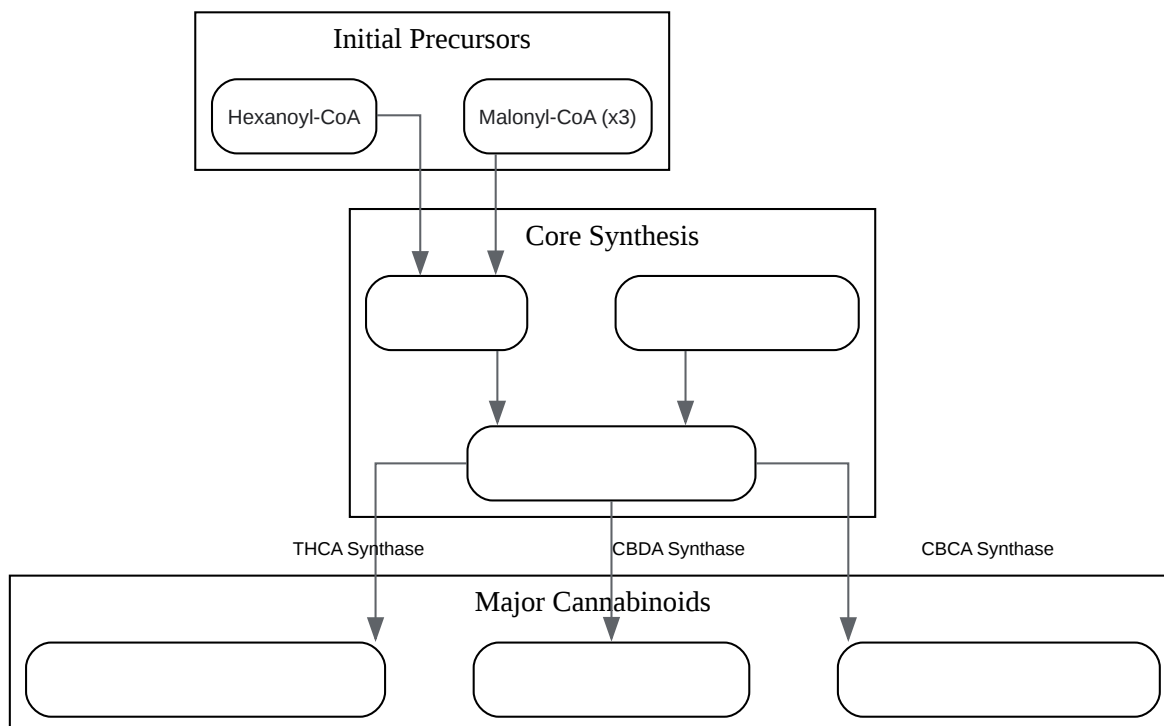 Initial Precursors
Hexanoyl-CoA
Malonyl-CoA (x3)
Core Synthesis
THCA Synthase
CBDA Synthase
CBCA Synthase
Major Cannabinoids